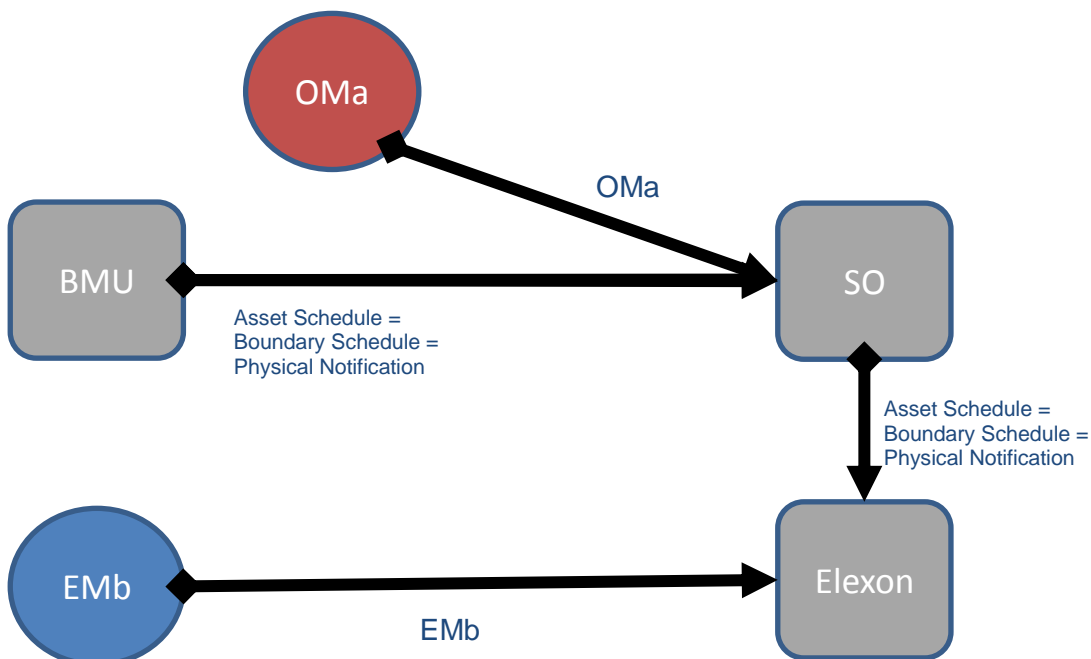 OMa
OMa
BMU
SO
Asset Schedule =
Boundary Schedule =
Physical Notification
Asset Schedule =
Boundary Schedule =
Physical Notification
EMb
Elexon
EMb